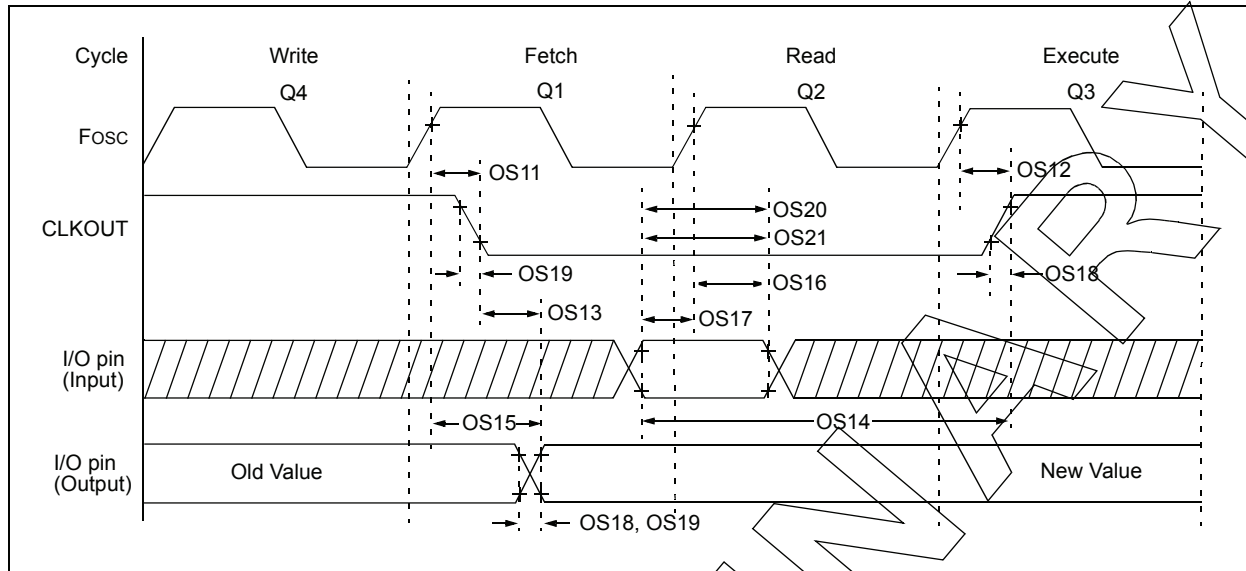 Cycle Write Fetch Read Execute
Q4 Q1 Q2 Q3
FOSC
OS11 OS12
OS20
CLKOUT
OS21
OS19 OS18
OS16
OS13
OS17
I/O pin
(Input)
OS15 OS14
I/O pin
(Output)
Old Value New Value
OS18, OS19